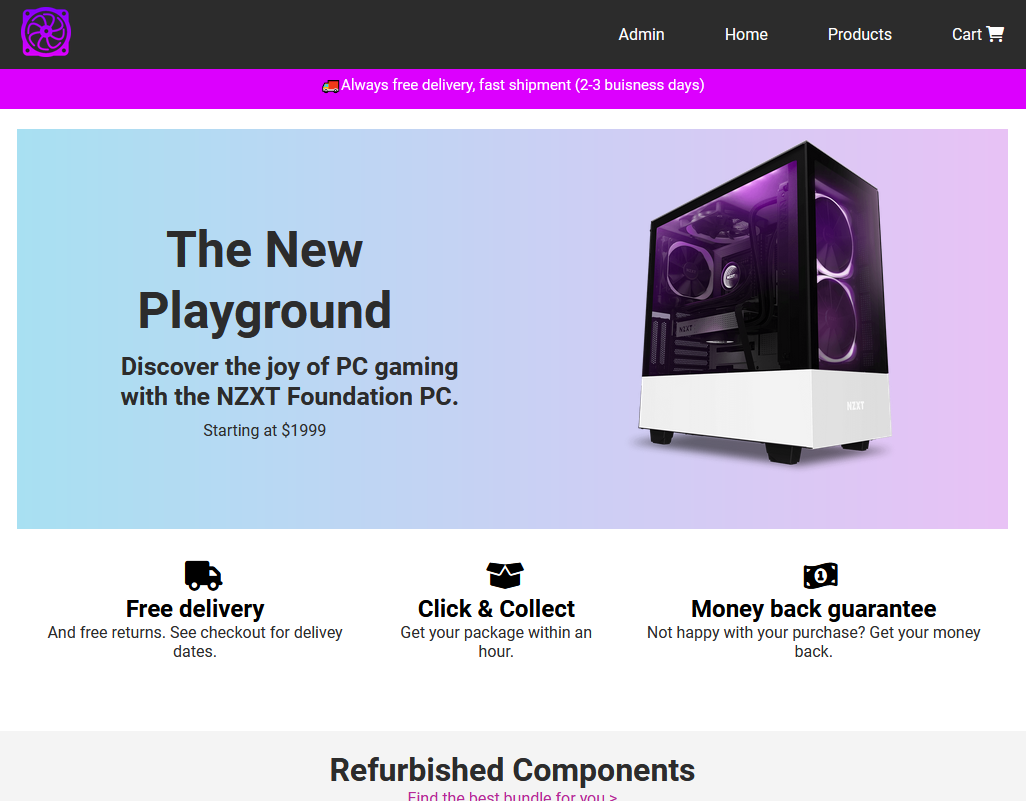 Admin
Home
Products
Cart
Always free delivery, fast shipment (2-3 buisness days)
The New
Playground
Discover the joy of PC gaming
with the NZXT Foundation PC.
Starting at $1999
NZXT
NZXT
NZXT
1
Free delivery
And free returns. See checkout for delivey
dates.
Click & Collect
Get your package within an
hour.
Money back guarantee
Not happy with your purchase? Get your money
back.
Refurbished Components
Find the best bundle for you >